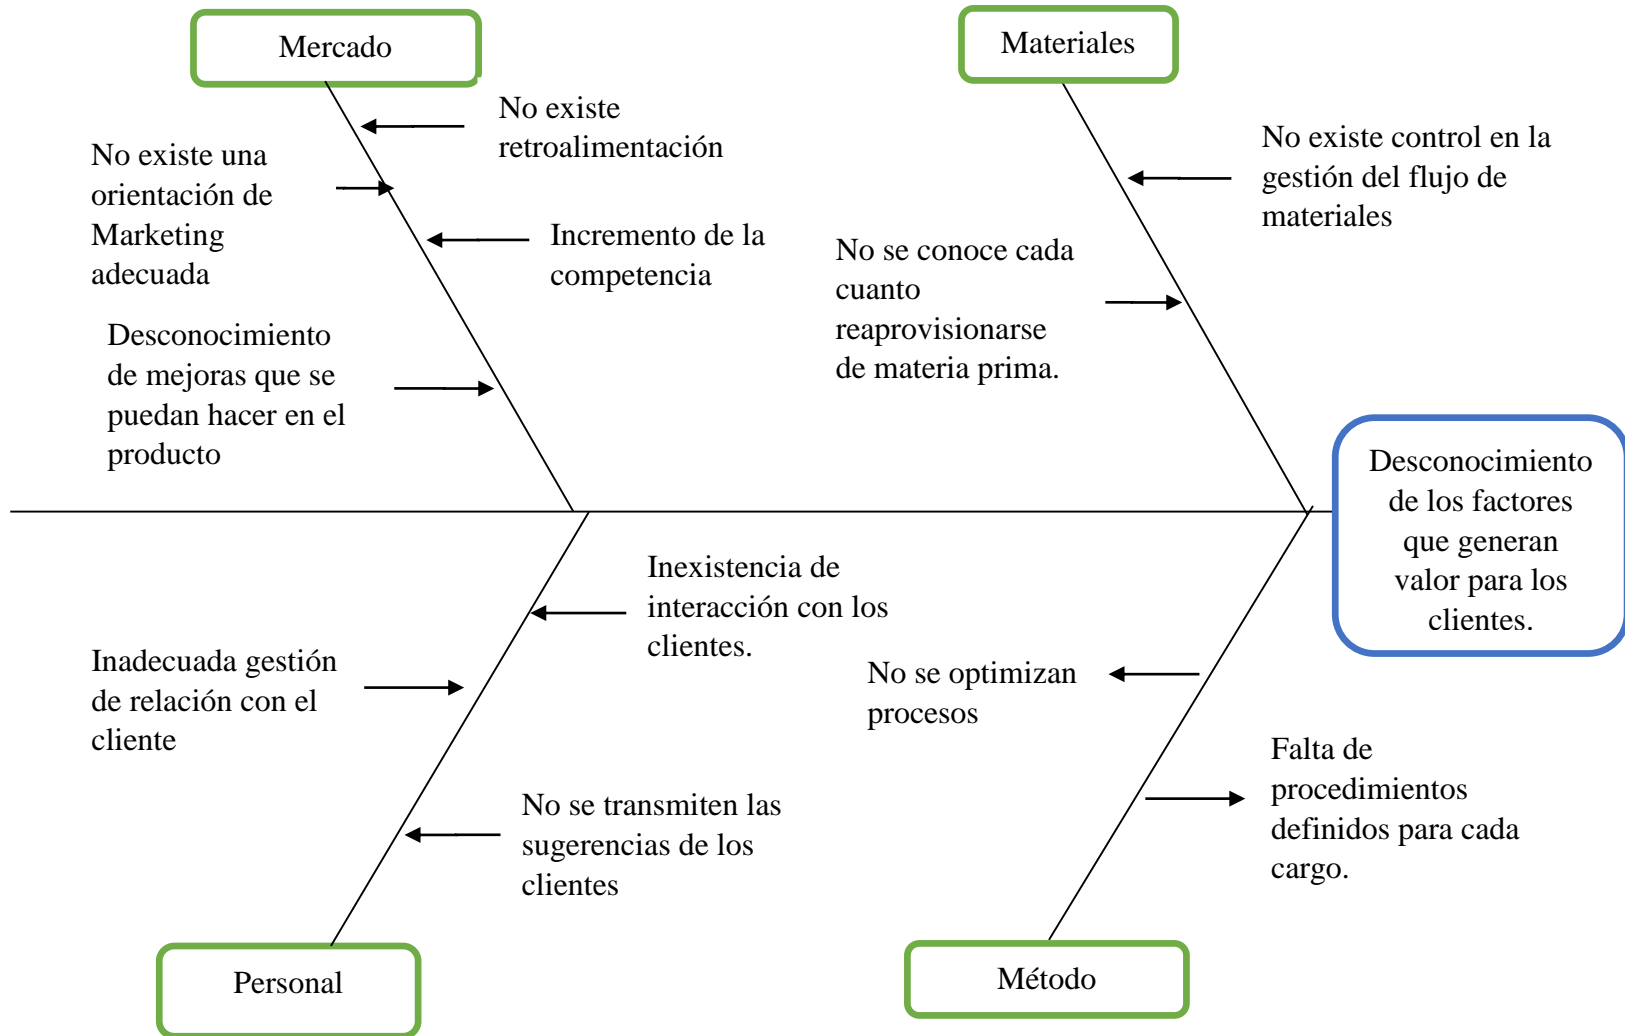 Mercado
No existe
retroalimentación
No existe una
orientación de
Marketing
adecuada
Incremento de la
competencia
Desconocimiento
de mejoras que se
puedan hacer en el
producto
Materiales
No existe control en la
gestión del flujo de
materiales
No se conoce cada
cuanto
reaprovisionarse
de materia prima.
Desconocimiento
de los factores
que generan
valor para los
clientes.
Inexistencia de
interacción con los
clientes.
Inadecuada gestión
de relación con el
cliente
No se transmiten las
sugerencias de los
clientes
Personal
No se optimizan
procesos
Falta de
procedimientos
definidos para cada
cargo.
Método